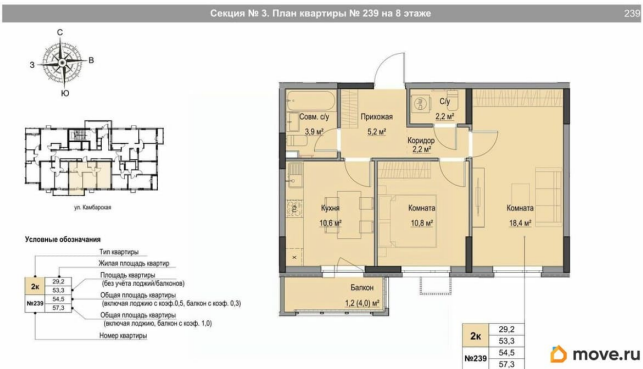 Секция № 3. План квартиры № 239 на 8 этаже
239
С
З
В
Ю
ул. Камбарская
Совм. с/у
3,9 м²
Прихожая
5,2 м²
С/у
2,2 м²
Коридор
2,2 м²
Кухня
10,6 м²
Комната
10,8 м²
Комната
18,4 м²
Балкон
1,2 (4,0) м²
Условные обозначания
Тип квартиры
Жилая площадь квартир
Площадь квартиры
(без учёта лоджий/балконов)
Общая площадь квартиры
(включая лоджию с коэф.0,5, балкон с коэф. 0,3)
Общая площадь квартиры
(включая лоджию, балкон с коэф. 1,0)
Номер квартиры
2к
29,2
53,3
№239
54,5
57,3
2к
29,2
53,3
№239
54,5
57,3
move.ru